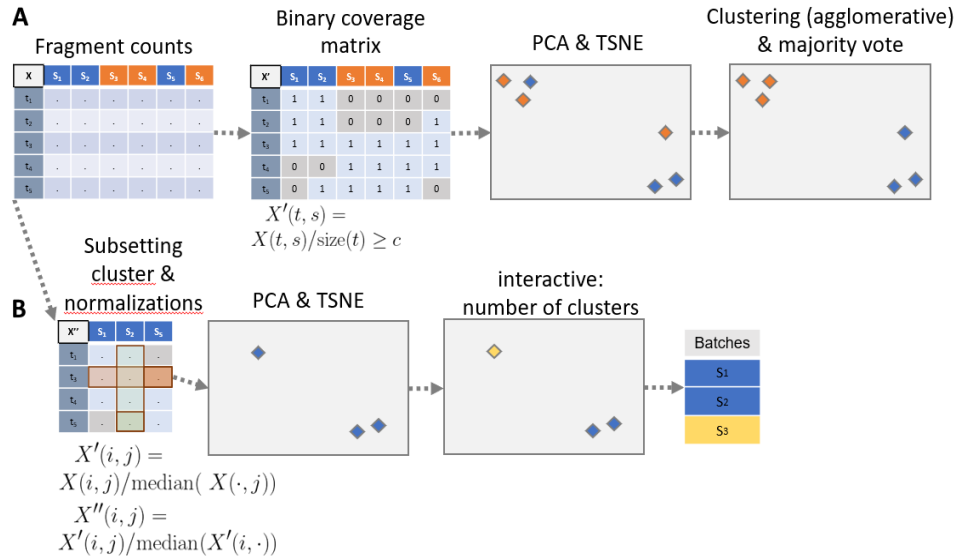 A
Fragment counts
X S1 S2 S3 S4 S5 S6
t1 . . . . . .
t2 . . . . . .
t3 . . . . . .
t4 . . . . . .
t5 . . . . . .
Binary coverage
matrix
X' S1 S2 S3 S4 S5 S6
t1 1 1 0 0 0 0
t2 1 1 0 0 0 1
t3 1 1 1 1 1 1
t4 0 0 1 1 1 1
t5 0 1 1 1 1 0
X′(t, s) =
X(t, s)/size(t) ≥ c
PCA & TSNE
Clustering (agglomerative)
& majority vote
B
Subsetting
cluster &
normalizations
X'' S1 S2 S5
t1 . . .
t3 . . .
t4 . . .
t5 . . .
X′(i, j) =
X(i, j)/median( X(·, j))
X′′(i, j) =
X′(i, j)/median(X′(i, ·))
PCA & TSNE
interactive:
number of clusters
Batches
S1
S2
S3